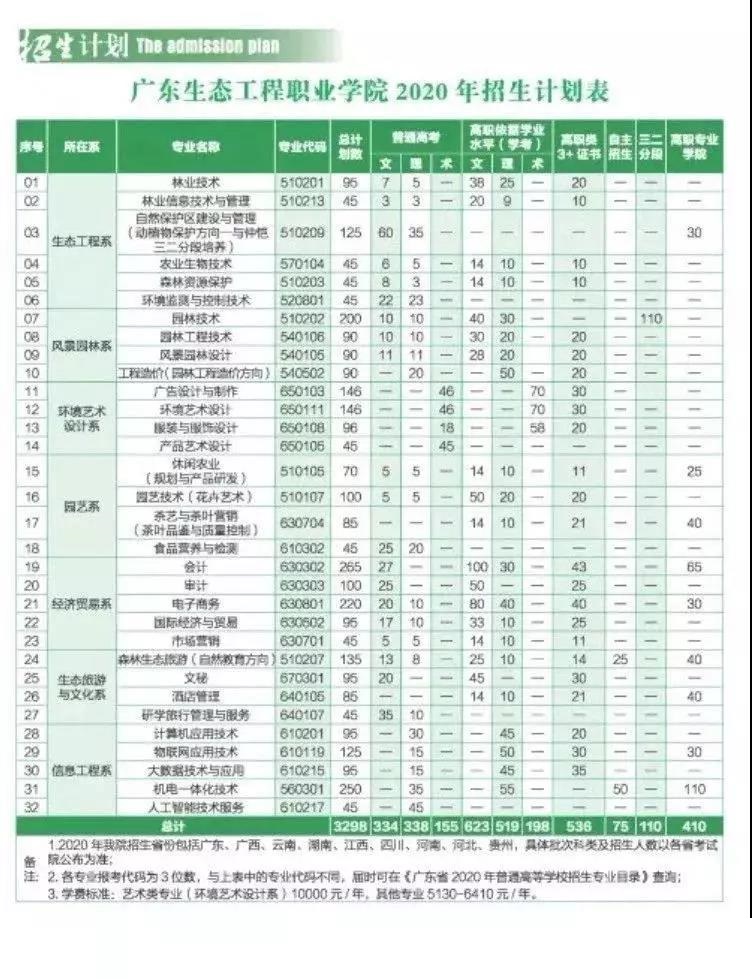 招生计划 The admission plan
广东生态工程职业学院 2020 年招生计划表
序号 所在系 专业名称 专业代码 总计划数 普通高考 高职依据学业水平（学考） 高职类3+证书 自主招生 三二分段 高职专业学院
文 理 术 文 理 术
生态工程系
01 林业技术 510201 95 7 5 — 38 25 — 20 — — —
02 林业信息技术与管理 510213 45 3 3 — 20 9 — 10 — — —
03 自然保护区建设与管理（动植物保护方向—与仲恺三二分段培养） 510209 125 60 35 — — — — — — — 30
04 农业生物技术 570104 45 6 5 — 14 10 — 10 — — —
05 森林资源保护 510203 45 8 3 — 14 10 — 10 — — —
06 环境监测与控制技术 520801 45 22 23 — — — — — — — —
风景园林系
07 园林技术 510202 200 10 10 — 40 30 — — — 110 —
08 园林工程技术 540106 90 10 10 — 30 20 — 20 — — —
09 风景园林设计 540105 90 11 11 — 28 20 — 20 — — —
10 工程造价（园林工程造价方向） 540502 90 — 20 — — 50 — 20 — — —
环境艺术设计系
11 广告设计与制作 650103 146 — — 46 — — 70 30 — — —
12 环境艺术设计 650111 146 — — 46 — — 70 30 — — —
13 服装与服饰设计 650108 96 — — 18 — — 58 20 — — —
14 产品艺术设计 650105 45 — — 45 — — — — — — —
园艺系
15 休闲农业（规划与产品研发） 510105 70 5 5 — 14 10 — 11 — — 25
16 园艺技术（花卉艺术） 510107 100 5 5 — 50 20 — 20 — — —
17 茶艺与茶叶营销（茶叶品鉴与质量控制） 630704 85 — — — 14 10 — 21 — — 40
18 食品营养与检测 610302 45 25 20 — — — — — — — —
经济贸易系
19 会计 630302 265 27 — — 100 30 — 43 — — 65
20 审计 630303 100 25 — — 50 — — 25 — — —
21 电子商务 630801 220 20 10 — 80 40 — 40 — — 30
22 国际经济与贸易 630502 95 17 10 — 33 10 — 25 — — —
23 市场营销 630701 45 5 5 — 14 10 — 11 — — —
生态旅游与文化系
24 森林生态旅游（自然教育方向） 510207 135 13 8 — 25 10 — 14 25 — 40
25 文秘 670301 95 20 — — 45 — — 30 — — —
26 酒店管理 640105 85 — — — 14 10 — 21 — — 40
27 研学旅行管理与服务 640107 45 35 10 — — — — — — — —
信息工程系
28 计算机应用技术 610201 95 — 30 — — 45 — 20 — — —
29 物联网应用技术 610119 125 — 15 — — 50 — 30 — — 30
30 大数据技术与应用 610215 95 — 15 — — 45 — 35 — — —
31 机电一体化技术 560301 250 — 35 — — 55 — — 50 — 110
32 人工智能技术服务 610217 45 — 45 — — — — — — — —
总计 3298 334 338 155 623 519 198 536 75 110 410
备注：
1.2020 年我院招生省份包括广东、广西、云南、湖南、江西、四川、河南、河北、贵州，具体批次科类及招生人数以各省考试
院公布为准；
2. 各专业报考代码为 3 位数，与上表中的专业代码不同，届时可在《广东省 2020 年普通高等学校招生专业目录》查询；
3. 学费标准：艺术类专业（环境艺术设计系）10000 元 / 年，其他专业 5130-6410 元 / 年。